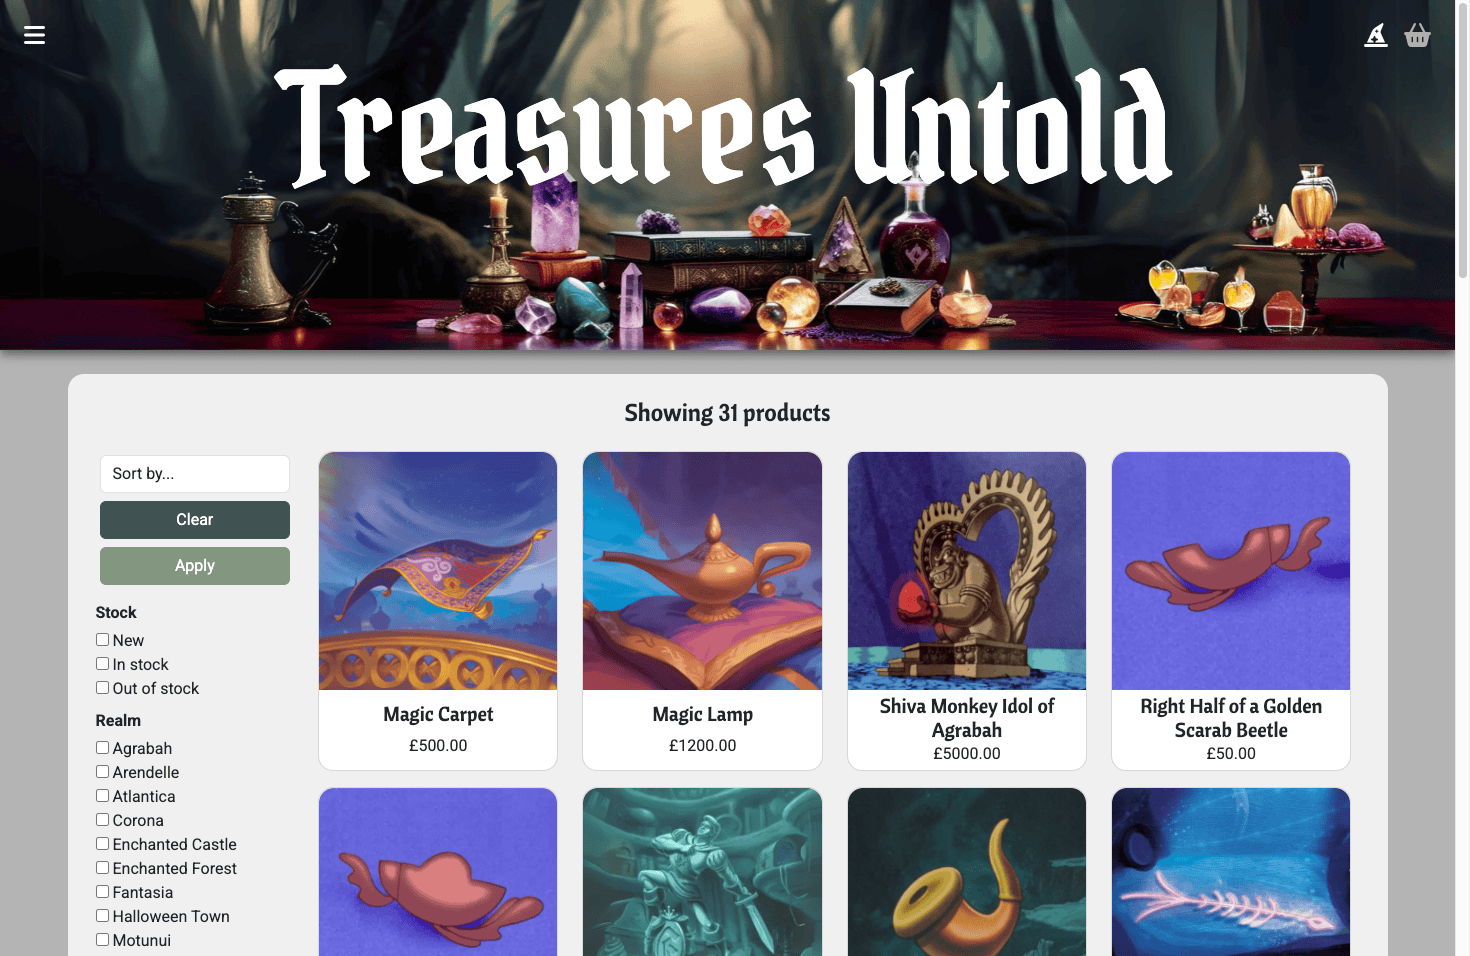 Treasures Untold
Showing 31 products
Sort by...
Clear
Apply
Stock
New
In stock
Out of stock
Realm
Agrabah
Arendelle
Atlantica
Corona
Enchanted Castle
Enchanted Forest
Fantasia
Halloween Town
Motunui
Magic Carpet
£500.00
Magic Lamp
£1200.00
Shiva Monkey Idol of
Agrabah
£5000.00
Right Half of a Golden
Scarab Beetle
£50.00